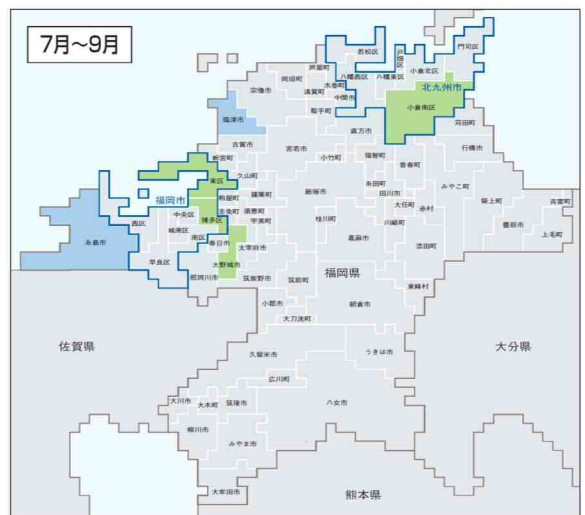 7月～9月
門司区
若松区
戸畑区
小倉北区
芦屋町
八幡西区
八幡東区
岡垣町
水巻町
北九州市
宗像市
遠賀町
中間市
小倉南区
鞍手町
苅田町
福津市
直方市
古賀市
行橋市
宮若市
新宮町
小竹町
福智町
香春町
東区
久山町
糸田町
みやこ町
篠栗町
飯塚市
田川市
福岡市
粕屋町
築上町
吉富町
大任町
赤村
中央区
志免町
須恵町
西区
博多区
桂川町
川崎町
豊前市
宇美町
城南区
上毛町
南区
春日市
嘉麻市
糸島市
太宰府市
添田町
早良区
大野城市
福岡県
那珂川市
筑紫野市
筑前町
東峰村
小郡市
朝倉市
大刀洗町
佐賀県
大分県
久留米市
うきは市
広川町
大川市
大木町
筑後市
八女市
柳川市
みやま市
大牟田市
熊本県